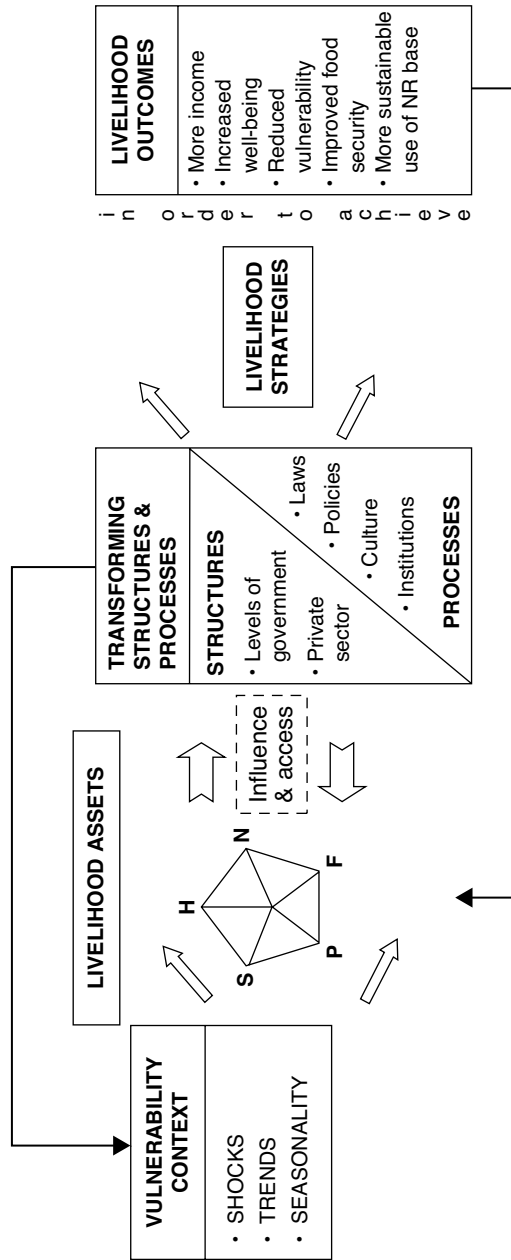 VULNERABILITY
CONTEXT
• SHOCKS
• TRENDS
• SEASONALITY
LIVELIHOOD ASSETS
H
S
N
P
F
Influence
& access
TRANSFORMING
STRUCTURES &
PROCESSES
STRUCTURES
• Levels of
government
• Private
sector
• Laws
• Policies
• Culture
• Institutions
PROCESSES
LIVELIHOOD
STRATEGIES
in order to achieve
LIVELIHOOD
OUTCOMES
• More income
• Increased
well-being
• Reduced
vulnerability
• Improved food
security
• More sustainable
use of NR base